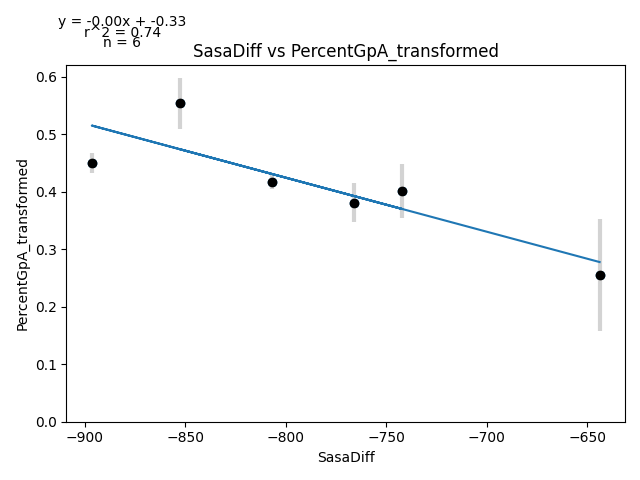 y = -0.00x + -0.33
r^2 = 0.74
n = 6
SasaDiff vs PercentGpA_transformed
PercentGpA_transformed
0.6
0.5
0.4
0.3
0.2
0.1
0.0
−900
−850
−800
−750
−700
−650
SasaDiff